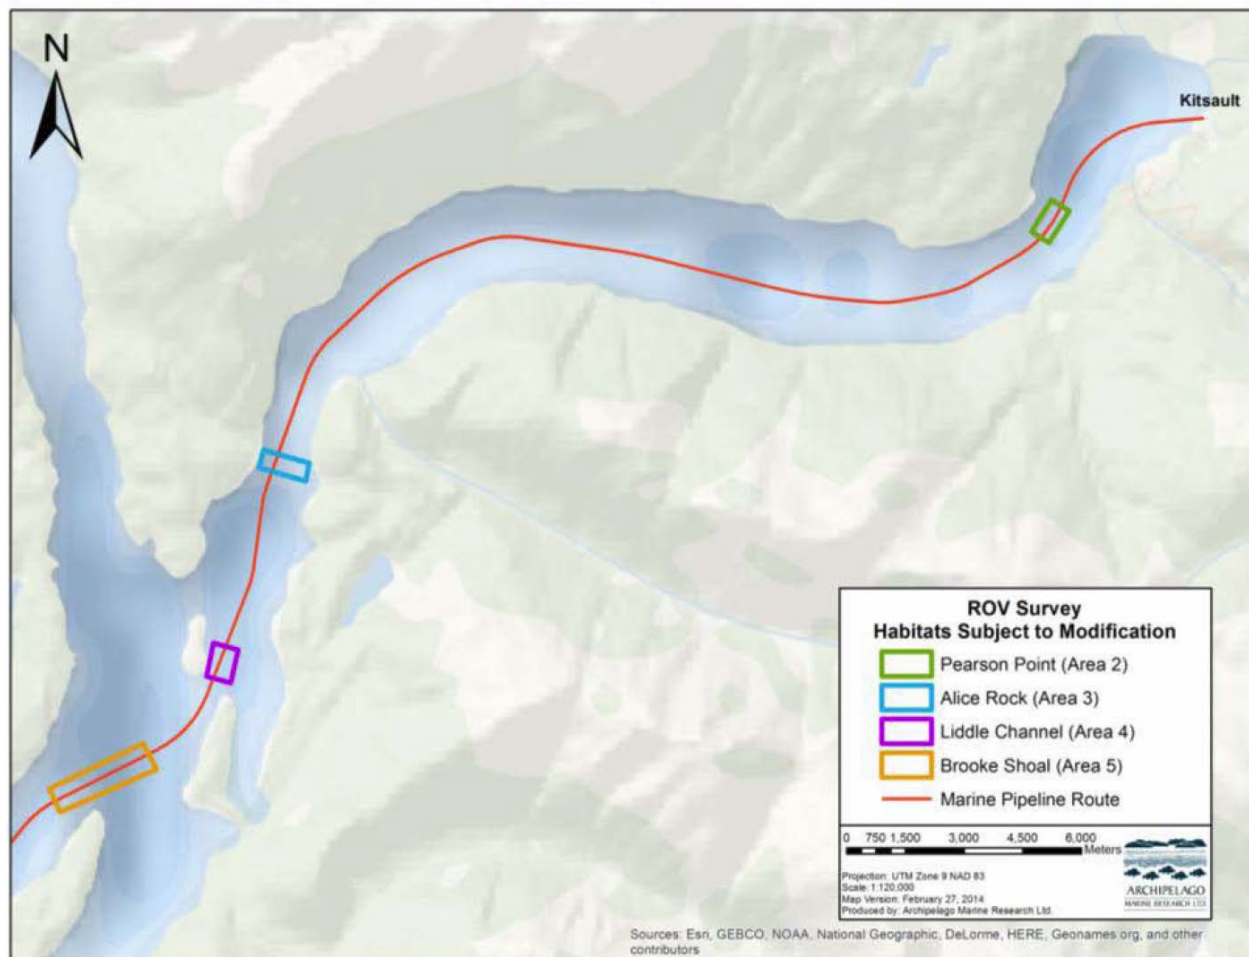 N
Kitsault
ROV Survey
Habitats Subject to Modification
Pearson Point (Area 2)
Alice Rock (Area 3)
Liddle Channel (Area 4)
Brooke Shoal (Area 5)
Marine Pipeline Route
0 750 1,500 3,000 4,500 6,000
Meters
Projection: UTM Zone 9 NAD 83
Scale: 1:120,000
Map Version: February 27, 2014
Produced by: Archipelago Marine Research Ltd.
ARCHIPELAGO
MARINE RESEARCH LTD.
Sources: Esri, GEBCO, NOAA, National Geographic, DeLorme, HERE, Geonames.org, and other
contributors